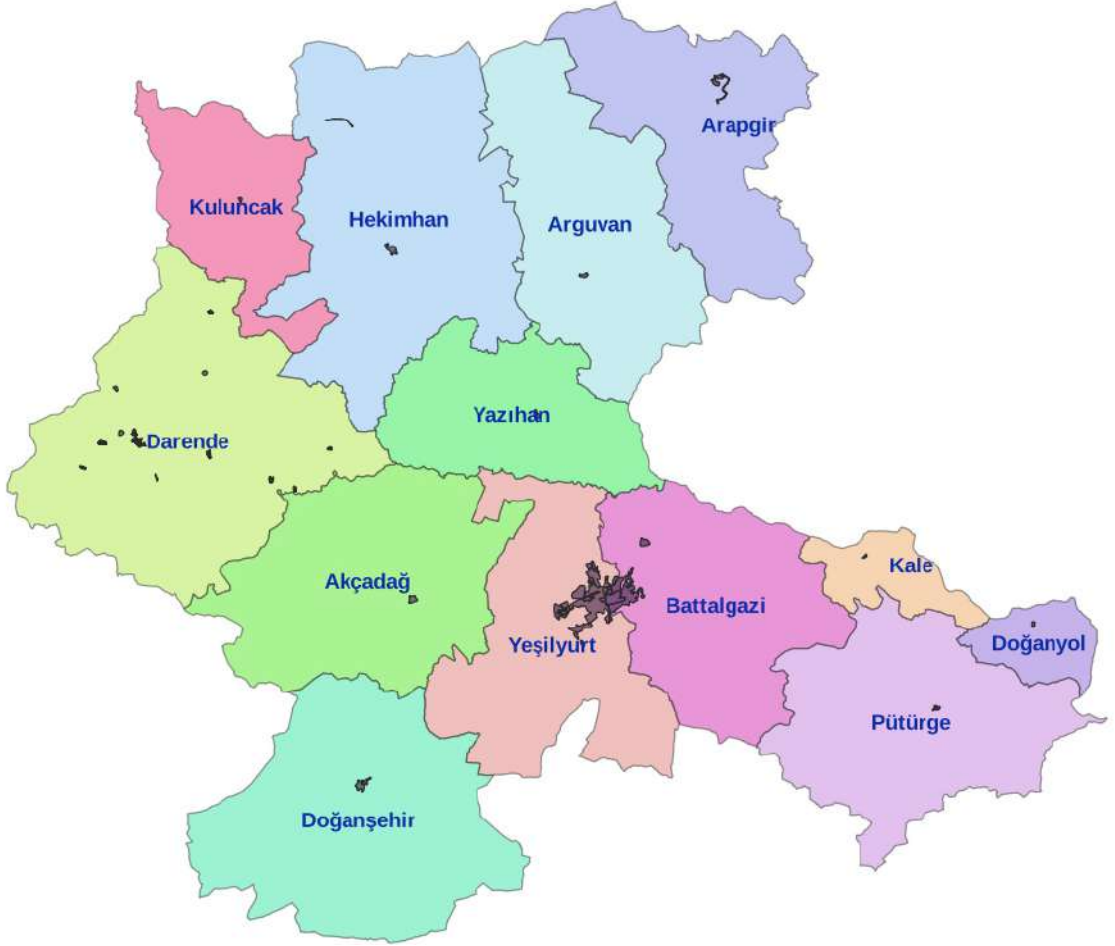 Arapgir
Kuluncak
Hekimhan
Arguvan
Yazıhan
Darende
Akçadağ
Kale
Battalgazi
Yeşilyurt
Doğanyol
Pütürge
Doğanşehir